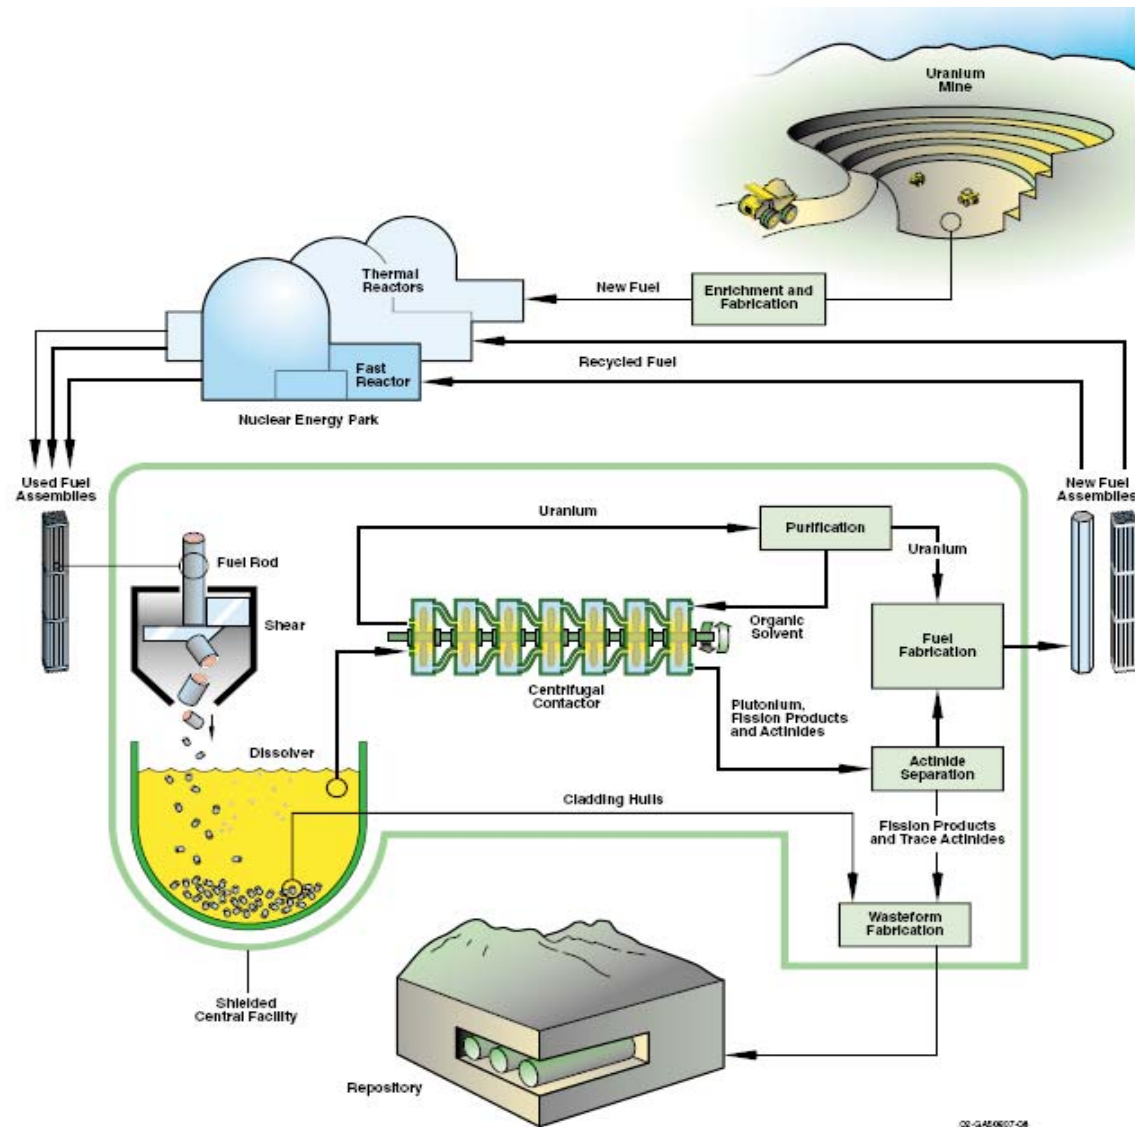 Uranium
Mine
Thermal
Reactors
New Fuel
Enrichment and
Fabrication
Recycled Fuel
Fast
Reactor
Nuclear Energy Park
Used Fuel
Assemblies
New Fuel
Assemblies
Uranium
Purification
Uranium
Fuel Rod
Shear
Organic
Solvent
Fuel
Fabrication
Centrifugal
Contactor
Plutonium,
Fission Products
and Actinides
Dissolver
Actinide
Separation
Cladding Hulls
Fission Products
and Trace Actinides
Wasteform
Fabrication
Shielded
Central Facility
Repository